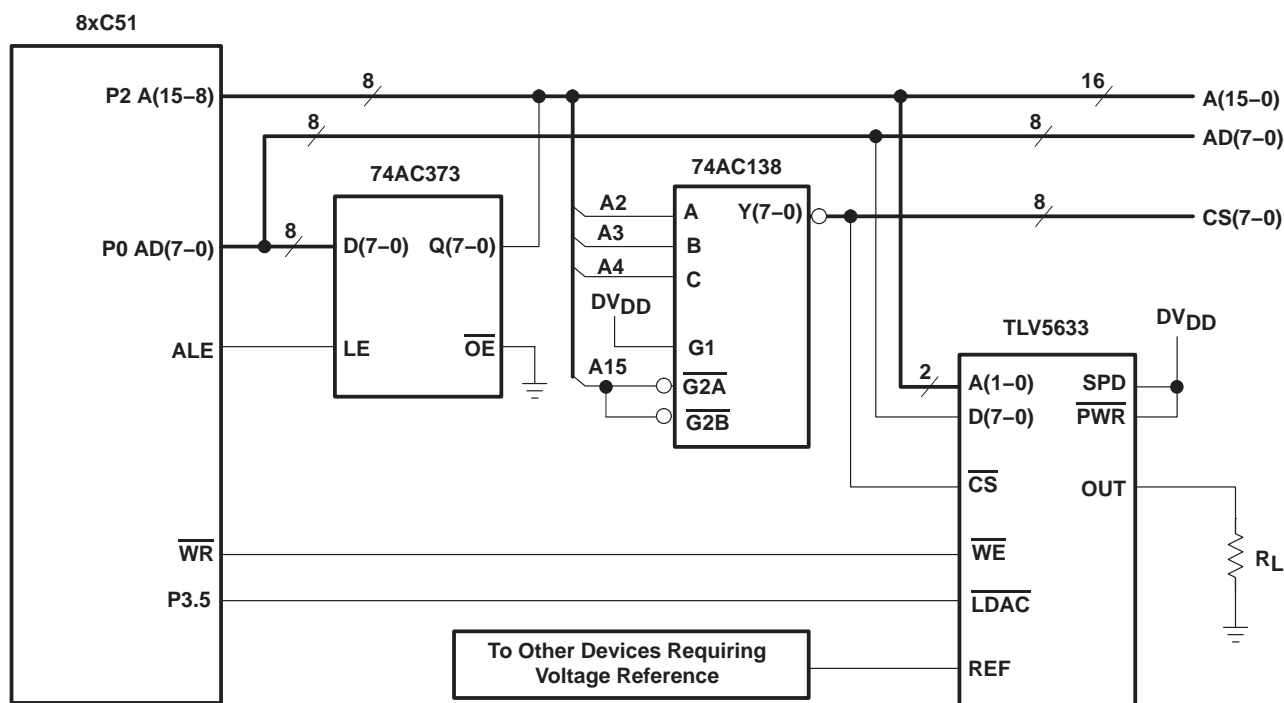 8xC51
P2 A(15–8)
8
16
A(15–0)
8
8
AD(7–0)
74AC373
74AC138
A2
A
Y(7–0)
8
CS(7–0)
P0 AD(7–0)
8
D(7–0)
Q(7–0)
A3
B
A4
C
DVDD
ALE
LE
OE
G1
TLV5633
DVDD
A15
G2A
2
A(1–0)
SPD
G2B
D(7–0)
PWR
CS
OUT
WR
WE
RL
P3.5
LDAC
To Other Devices Requiring
Voltage Reference
REF